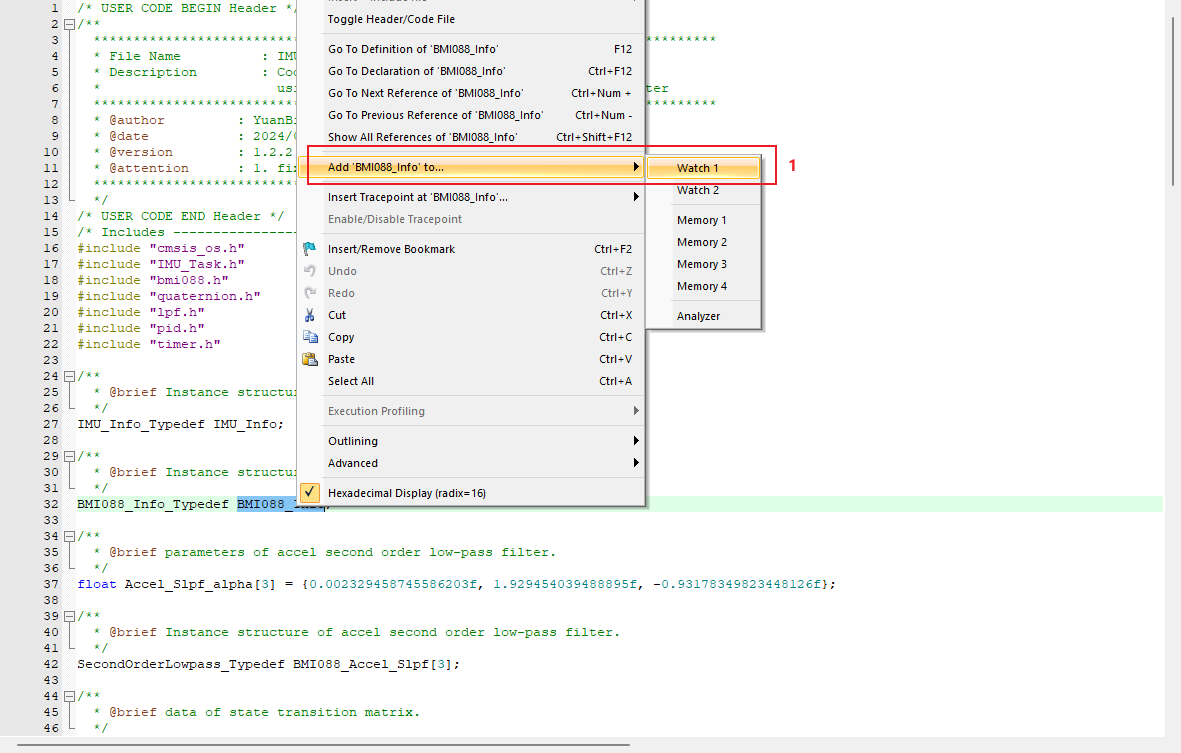 Insert '#include file'
1 /* USER CODE BEGIN Header */
Toggle Header/Code File
2 /**
3 ****************************** *********
4 * File Name : IMU
5 * Description : Cod
6 * usi ter
7 ****************************** *********
8 * @author : YuanBi
9 * @date : 2024/0
10 * @version : 1.2.2
11 * @attention : 1. fix
12 ******************************
13 */
14 /* USER CODE END Header */
15 /* Includes ----------------
16 #include "cmsis_os.h"
17 #include "IMU_Task.h"
18 #include "bmi088.h"
19 #include "quaternion.h"
20 #include "lpf.h"
21 #include "pid.h"
22 #include "timer.h"
23
24 /**
25 * @brief Instance structur
26 */
27 IMU_Info_Typedef IMU_Info;
28
29 /**
30 * @brief Instance structur
31 */
32 BMI088_Info_Typedef BMI088_Info;
33
34 /**
35 * @brief parameters of accel second order low-pass filter.
36 */
37 float Accel_Slpf_alpha[3] = {0.002329458745586203f, 1.929454039488895f, -0.93178349823448126f};
38
39 /**
40 * @brief Instance structure of accel second order low-pass filter.
41 */
42 SecondOrderLowpass_Typedef BMI088_Accel_Slpf[3];
43
44 /**
45 * @brief data of state transition matrix.
46 */
Go To Definition of 'BMI088_Info' F12
Go To Declaration of 'BMI088_Info' Ctrl+F12
Go To Next Reference of 'BMI088_Info' Ctrl+Num +
Go To Previous Reference of 'BMI088_Info' Ctrl+Num -
Show All References of 'BMI088_Info' Ctrl+Shift+F12
Add 'BMI088_Info' to...
Insert Tracepoint at 'BMI088_Info'...
Enable/Disable Tracepoint
Insert/Remove Bookmark Ctrl+F2
Undo Ctrl+Z
Redo Ctrl+Y
Cut Ctrl+X
Copy Ctrl+C
Paste Ctrl+V
Select All Ctrl+A
Execution Profiling
Outlining
Advanced
Hexadecimal Display (radix=16)
Watch 1
Watch 2
Memory 1
Memory 2
Memory 3
Memory 4
Analyzer
1